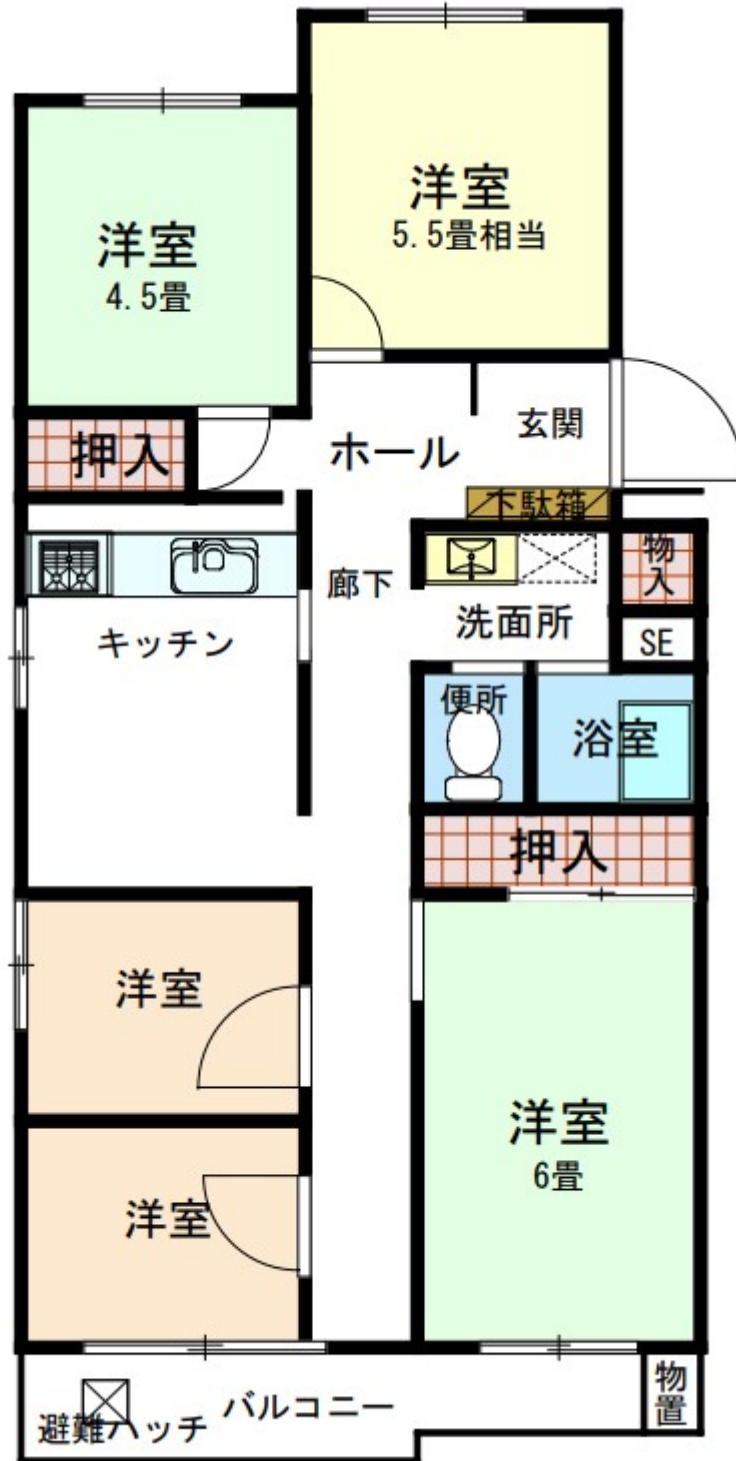 洋室
5.5畳相当
洋室
4.5畳
押入
ホール
玄関
下駄箱
物入
廊下
洗面所
SE
キッチン
便所
浴室
押入
洋室
洋室
6畳
洋室
物置
バルコニー
避難ハッチ